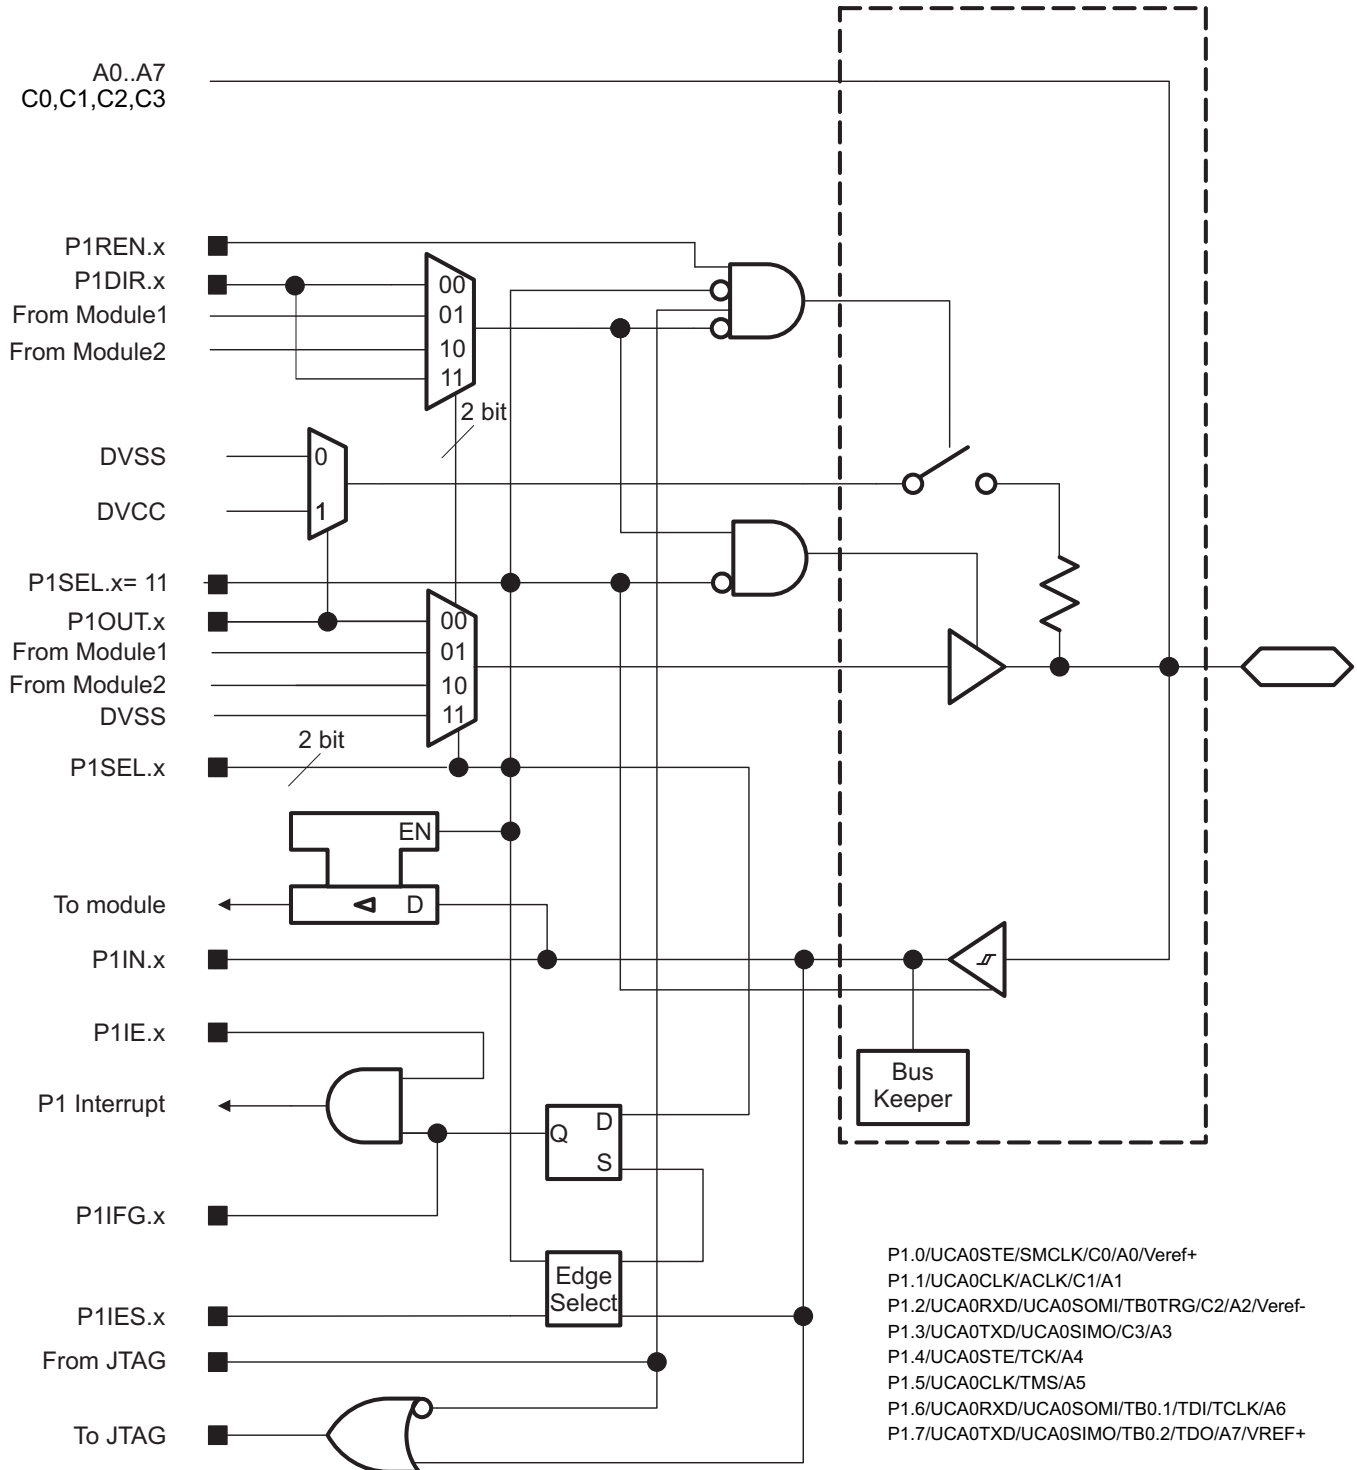 A0..A7
C0,C1,C2,C3
P1REN.x
P1DIR.x
From Module1
From Module2
00
01
10
11
2 bit
DVSS
DVCC
0
1
P1SEL.x= 11
P1OUT.x
From Module1
From Module2
DVSS
00
01
10
11
2 bit
P1SEL.x
EN
To module
D
P1IN.x
P1IE.x
Bus
Keeper
P1 Interrupt
Q
D
S
P1IFG.x
Edge
Select
P1IES.x
From JTAG
To JTAG
P1.0/UCA0STE/SMCLK/C0/A0/Veref+
P1.1/UCA0CLK/ACLK/C1/A1
P1.2/UCA0RXD/UCA0SOMI/TB0TRG/C2/A2/Veref-
P1.3/UCA0TXD/UCA0SIMO/C3/A3
P1.4/UCA0STE/TCK/A4
P1.5/UCA0CLK/TMS/A5
P1.6/UCA0RXD/UCA0SOMI/TB0.1/TDI/TCLK/A6
P1.7/UCA0TXD/UCA0SIMO/TB0.2/TDO/A7/VREF+